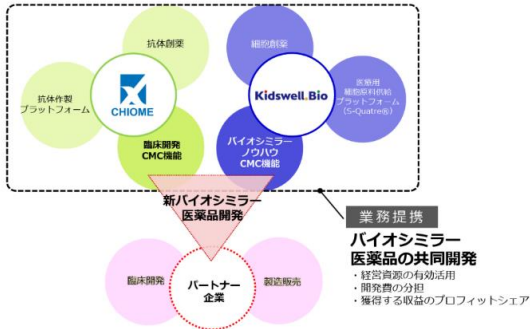 抗体創薬
細胞創薬
抗体作製
プラットフォーム
CHIOME
Kidswell.Bio
医療用
細胞原料供給
プラットフォーム
（S-Quatre®）
臨床開発
CMC機能
バイオシミラー
ノウハウ
CMC機能
新バイオシミラー
医薬品開発
業務提携
バイオシミラー
医薬品の共同開発
・経営資源の有効活用
・開発費の分担
・獲得する収益のプロフィットシェア
臨床開発
パートナー
企業
製造販売